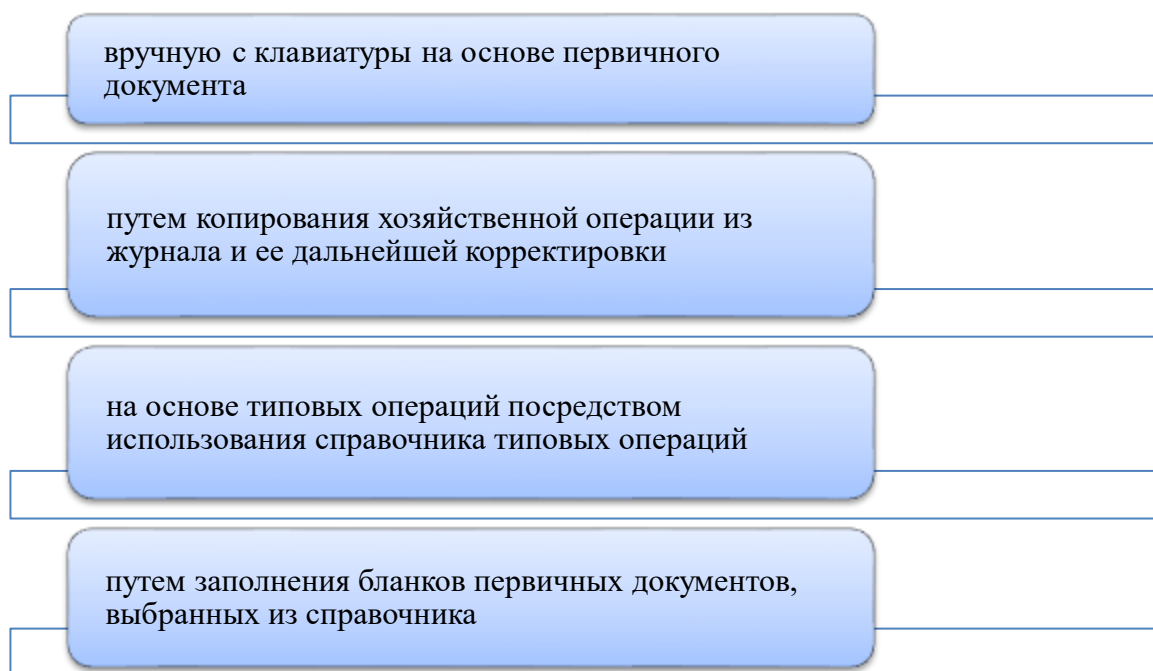 вручную с клавиатуры на основе первичного
документа
путем копирования хозяйственной операции из
журнала и ее дальнейшей корректировки
на основе типовых операций посредством
использования справочника типовых операций
путем заполнения бланков первичных документов,
выбранных из справочника